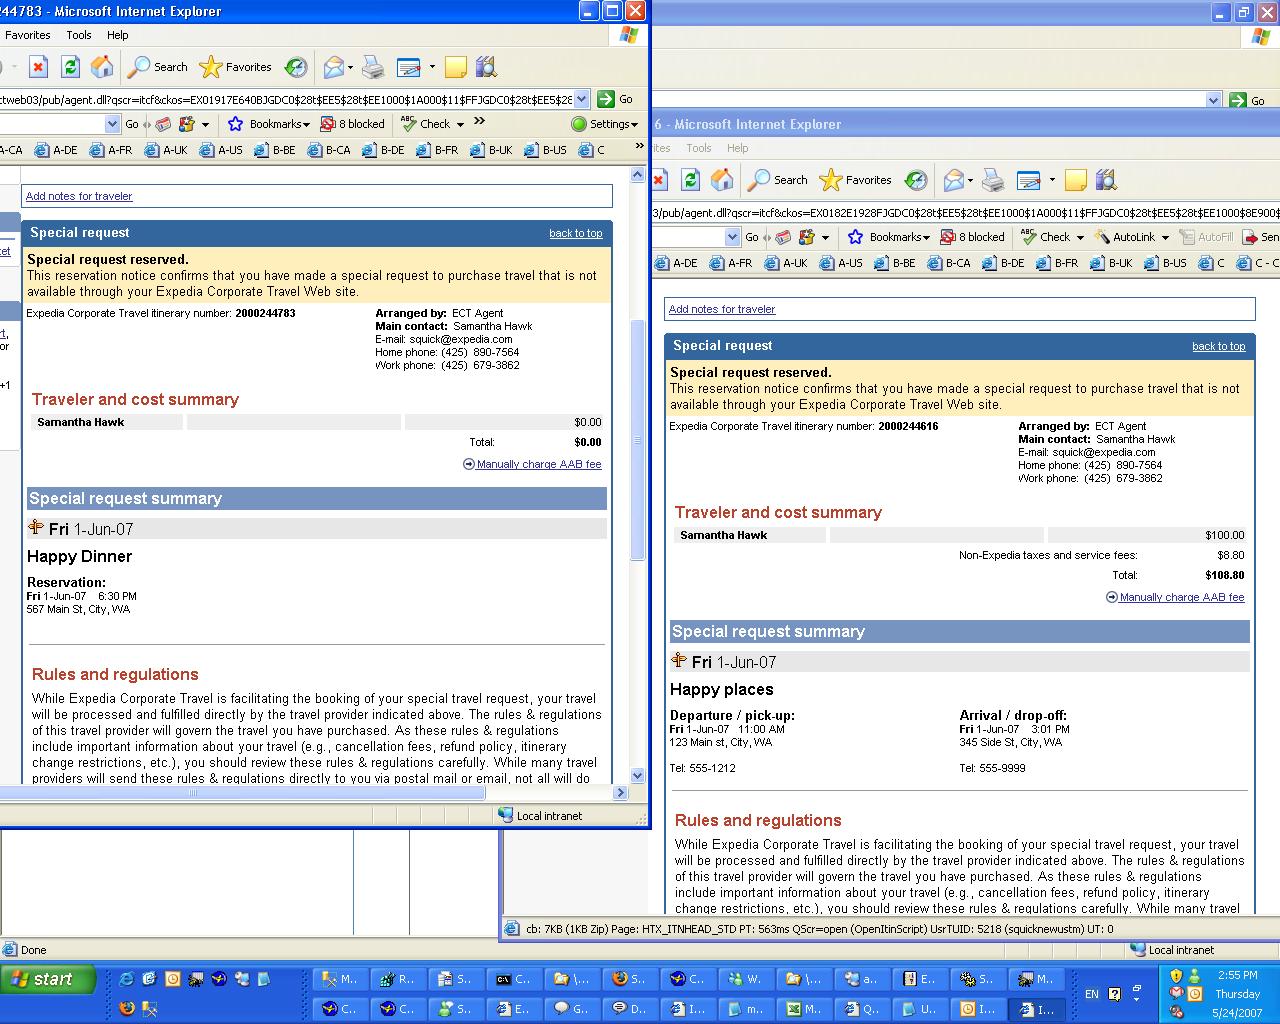 244783 - Microsoft Internet Explorer
Favorites Tools Help
Search Favorites
ctweb03/pub/agent.dll?qscr=itcf&ckos=EX01917E640BJGDC0$28t$EE5$28t$EE1000$1A000$11$FFJGDC0$28t$EE5$28 Go
Go Bookmarks 8 blocked Check Settings
A-CA A-DE A-FR A-UK A-US B-BE B-CA B-DE B-FR B-UK B-US C
Add notes for traveler
Special request back to top
Special request reserved.
This reservation notice confirms that you have made a special request to purchase travel that is not
available through your Expedia Corporate Travel Web site.
Expedia Corporate Travel itinerary number: 2000244783
Arranged by: ECT Agent
Main contact: Samantha Hawk
E-mail: squick@expedia.com
Home phone: (425) 890-7564
Work phone: (425) 679-3862
Traveler and cost summary
Samantha Hawk $0.00
Total: $0.00
Manually charge AAB fee
Special request summary
Fri 1-Jun-07
Happy Dinner
Reservation:
Fri 1-Jun-07 6:30 PM
567 Main St, City, WA
Rules and regulations
While Expedia Corporate Travel is facilitating the booking of your special travel request, your travel
will be processed and fulfilled directly by the travel provider indicated above. The rules & regulations
of this travel provider will govern the travel you have purchased. As these rules & regulations
include important information about your travel (e.g., cancellation fees, refund policy, itinerary
change restrictions, etc.), you should review these rules & regulations carefully. While many travel
providers will send these rules & regulations directly to you via postal mail or email, not all will do
Local intranet
Go
6 - Microsoft Internet Explorer
ites Tools Help
Search Favorites
3/pub/agent.dll?qscr=itcf&ckos=EX0182E1928FJGDC0$28t$EE5$28t$EE1000$1A000$11$FFJGDC0$28t$EE5$28t$EE1000$8E900$
Go Bookmarks 8 blocked Check AutoLink AutoFill Sen
A-DE A-FR A-UK A-US B-BE B-CA B-DE B-FR B-UK B-US C C - C
Add notes for traveler
Special request back to top
Special request reserved.
This reservation notice confirms that you have made a special request to purchase travel that is not
available through your Expedia Corporate Travel Web site.
Expedia Corporate Travel itinerary number: 2000244616
Arranged by: ECT Agent
Main contact: Samantha Hawk
E-mail: squick@expedia.com
Home phone: (425) 890-7564
Work phone: (425) 679-3862
Traveler and cost summary
Samantha Hawk $100.00
Non-Expedia taxes and service fees: $8.80
Total: $108.80
Manually charge AAB fee
Special request summary
Fri 1-Jun-07
Happy places
Departure / pick-up: Arrival / drop-off:
Fri 1-Jun-07 11:00 AM Fri 1-Jun-07 3:01 PM
123 Main st, City, WA 345 Side St, City, WA
Tel: 555-1212 Tel: 555-9999
Rules and regulations
While Expedia Corporate Travel is facilitating the booking of your special travel request, your travel
will be processed and fulfilled directly by the travel provider indicated above. The rules & regulations
of this travel provider will govern the travel you have purchased. As these rules & regulations
include important information about your travel (e.g., cancellation fees, refund policy, itinerary
change restrictions, etc.), you should review these rules & regulations carefully. While many travel
cb: 7KB (1KB Zip) Page: HTX_ITNHEAD_STD PT: 563ms QScr=open (OpenItinScript) UsrTUID: 5218 (squicknewustm) UT: 0
Done Local intranet
start M... R... S... C... \... S... C... W... \... a... E... S... M... 2:55 PM
EN Thursday
C... C... S... E... G... D... I... m... M... Q... U... I... I... 5/24/2007